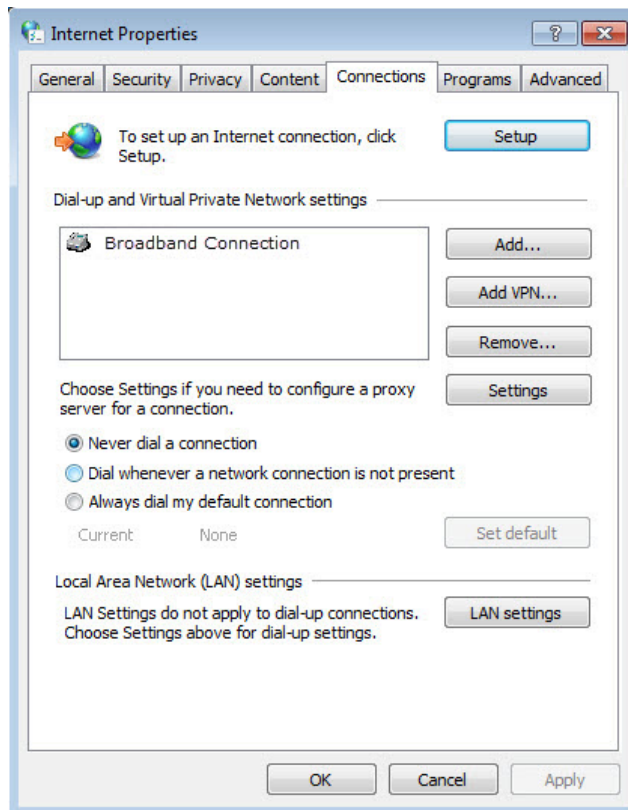 Internet Properties
?
General Security Privacy Content Connections Programs Advanced
To set up an Internet connection, click
Setup.
Setup
Dial-up and Virtual Private Network settings
Broadband Connection
Add...
Add VPN...
Remove...
Choose Settings if you need to configure a proxy
server for a connection.
Settings
Never dial a connection
Dial whenever a network connection is not present
Always dial my default connection
Current None
Set default
Local Area Network (LAN) settings
LAN Settings do not apply to dial-up connections.
Choose Settings above for dial-up settings.
LAN settings
OK Cancel Apply